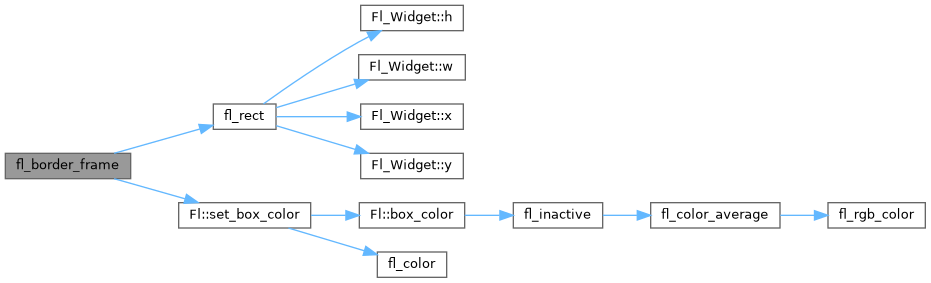 Fl_Widget::h
Fl_Widget::w
fl_rect
Fl_Widget::x
fl_border_frame
Fl_Widget::y
Fl::set_box_color
Fl::box_color
fl_inactive
fl_color_average
fl_rgb_color
fl_color